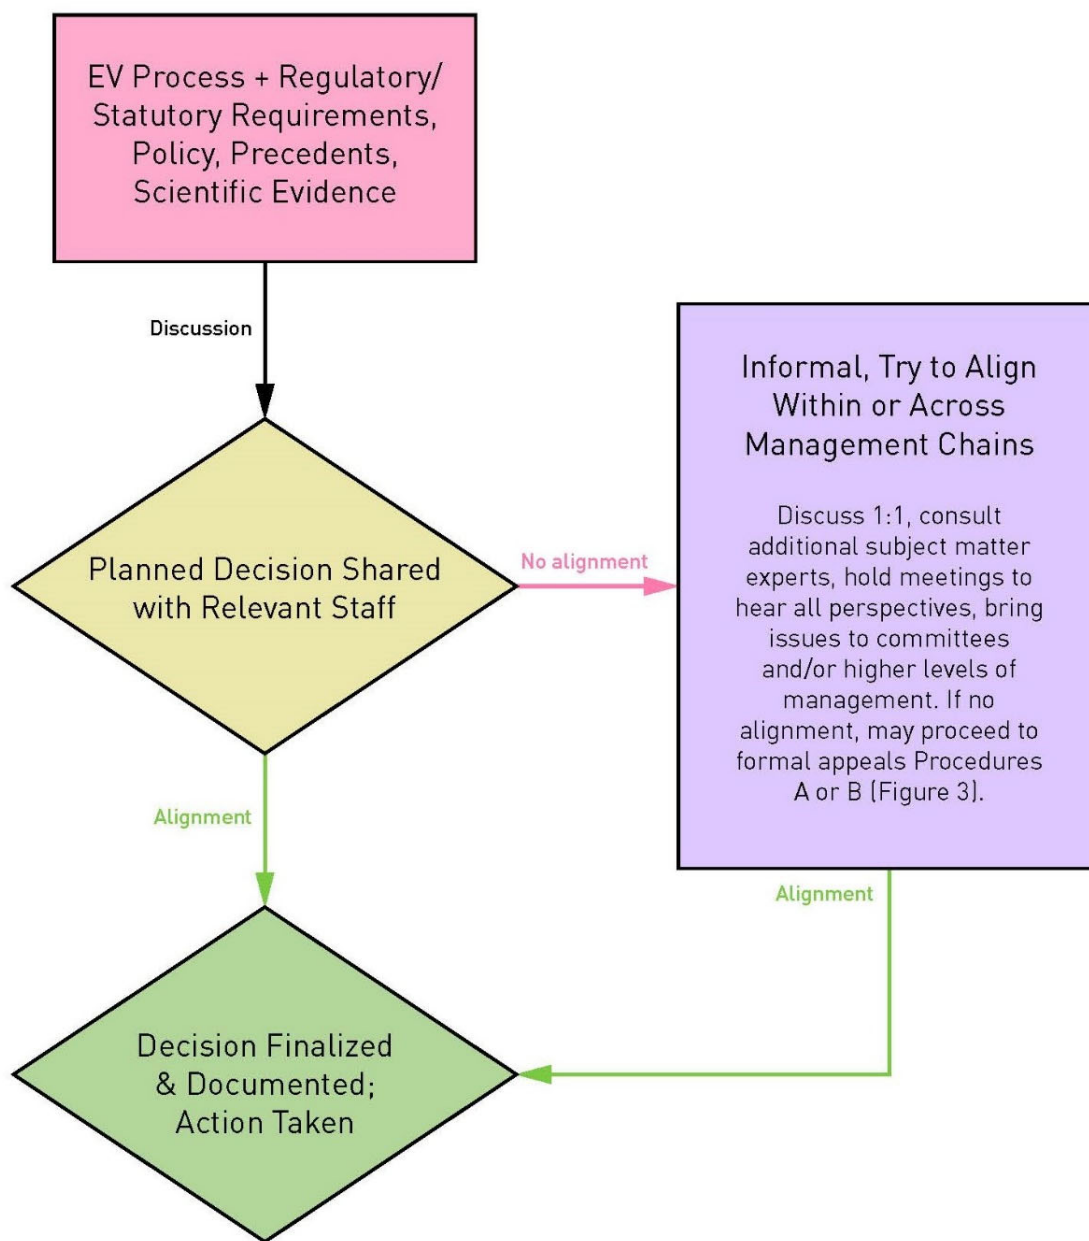 EV Process + Regulatory/
Statutory Requirements,
Policy, Precedents,
Scientific Evidence
Discussion
Planned Decision Shared
with Relevant Staff
No alignment
Informal, Try to Align
Within or Across
Management Chains
Discuss 1:1, consult
additional subject matter
experts, hold meetings to
hear all perspectives, bring
issues to committees
and/or higher levels of
management. If no
alignment, may proceed to
formal appeals Procedures
A or B (Figure 3).
Alignment
Alignment
Decision Finalized
& Documented;
Action Taken